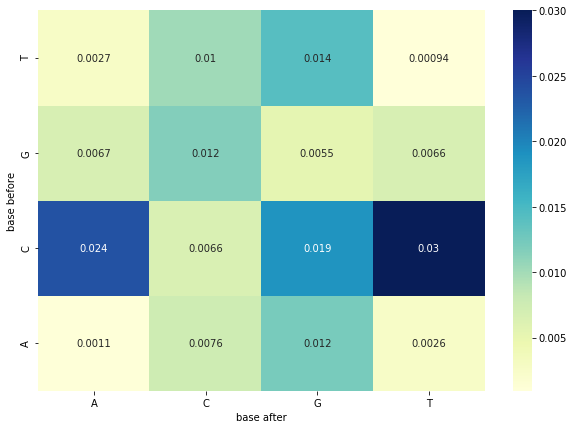 T 0.0027 0.01 0.014 0.00094
G 0.0067 0.012 0.0055 0.0066
C 0.024 0.0066 0.019 0.03
A 0.0011 0.0076 0.012 0.0026
A C G T
base after
base before
0.030
0.025
0.020
0.015
0.010
0.005